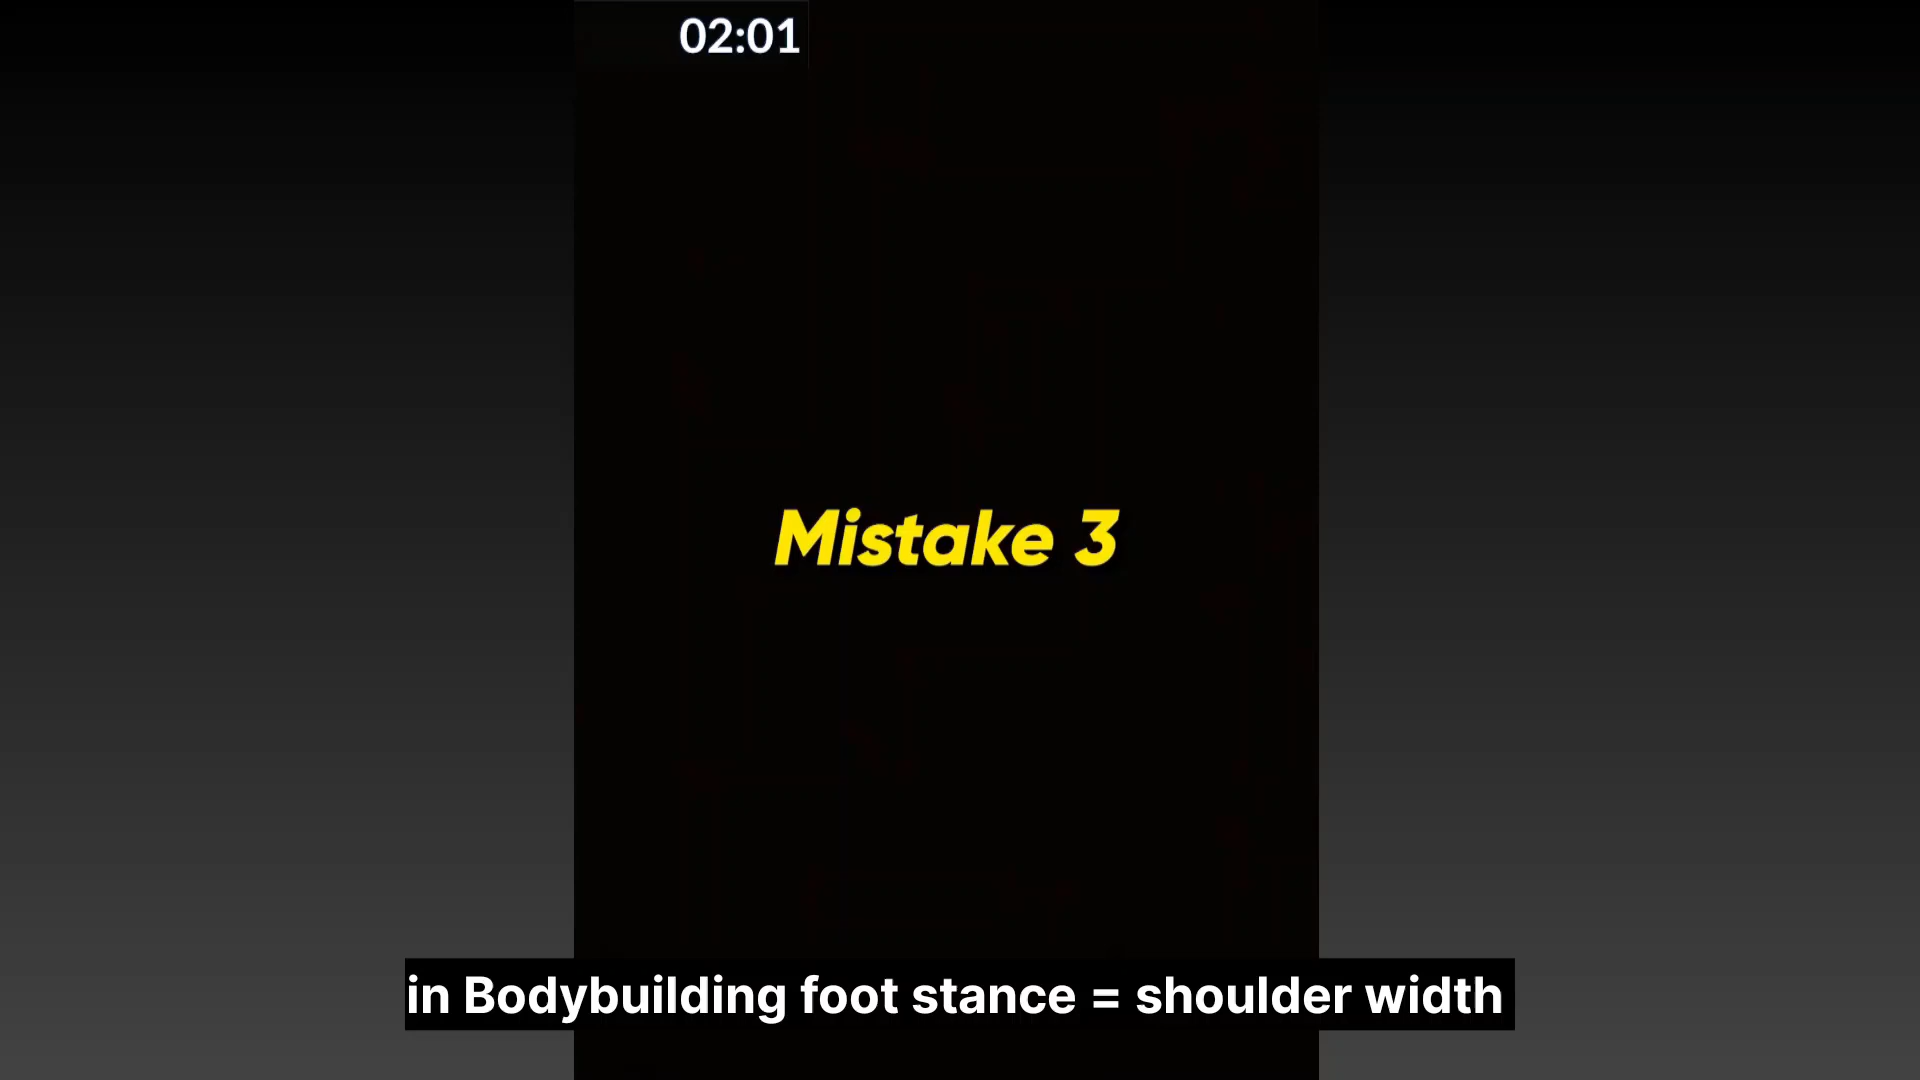 02:01
Mistake 3
in Bodybuilding foot stance = shoulder width